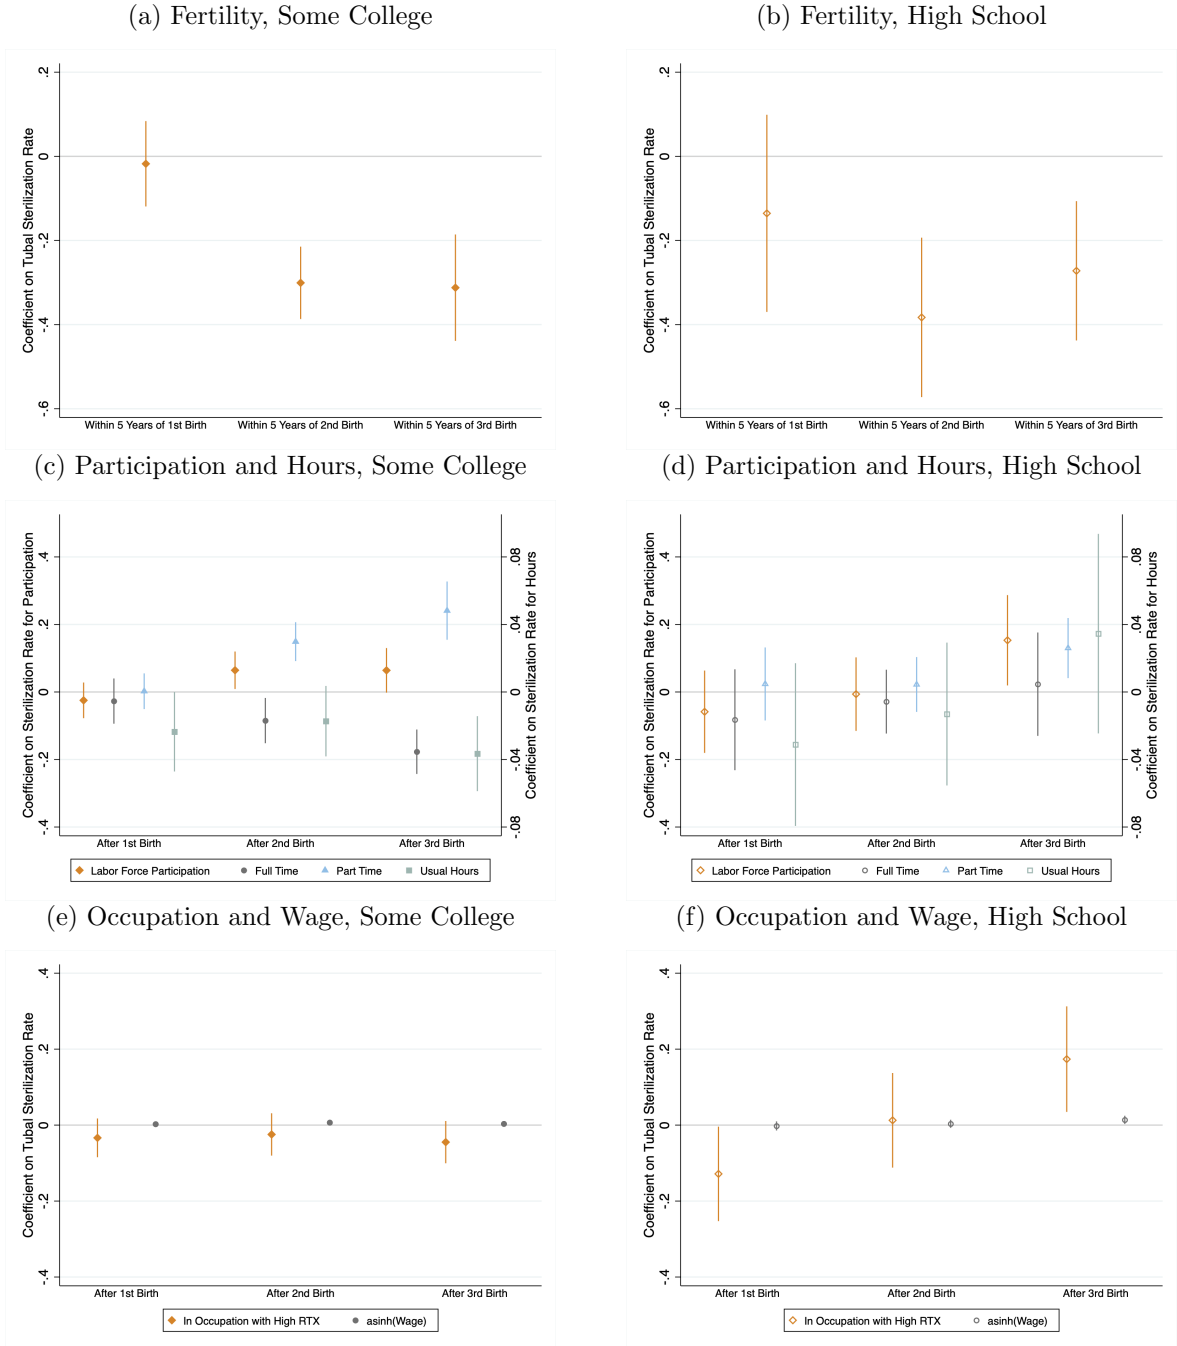 (a) Fertility, Some College
Coefficient on Tubal Sterilization Rate
.2
0
-.2
-.4
-.6
Within 5 Years of 1st Birth
Within 5 Years of 2nd Birth
Within 5 Years of 3rd Birth
(b) Fertility, High School
Coefficient on Tubal Sterilization Rate
.2
0
-.2
-.4
-.6
Within 5 Years of 1st Birth
Within 5 Years of 2nd Birth
Within 5 Years of 3rd Birth
(c) Participation and Hours, Some College
Coefficient on Sterilization Rate for Participation
.4
.2
0
-.2
-.4
.08
.04
0
-.04
-.08
Coefficient on Sterilization Rate for Hours
After 1st Birth
After 2nd Birth
After 3rd Birth
Labor Force Participation
Full Time
Part Time
Usual Hours
(d) Participation and Hours, High School
Coefficient on Sterilization Rate for Participation
.4
.2
0
-.2
-.4
.08
.04
0
-.04
-.08
Coefficient on Sterilization Rate for Hours
After 1st Birth
After 2nd Birth
After 3rd Birth
Labor Force Participation
Full Time
Part Time
Usual Hours
(e) Occupation and Wage, Some College
Coefficient on Tubal Sterilization Rate
.4
.2
0
-.2
-.4
After 1st Birth
After 2nd Birth
After 3rd Birth
In Occupation with High RTX
asinh(Wage)
(f) Occupation and Wage, High School
Coefficient on Tubal Sterilization Rate
.4
.2
0
-.2
-.4
After 1st Birth
After 2nd Birth
After 3rd Birth
In Occupation with High RTX
asinh(Wage)